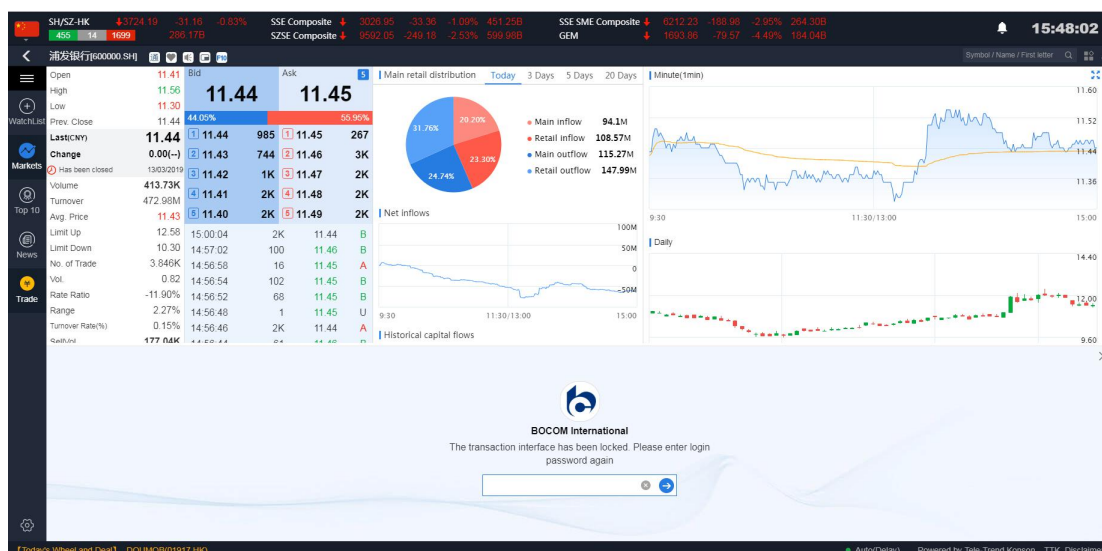 SH/SZ-HK 3724.19 -31.16 -0.83% SSE Composite 3026.95 -33.36 -1.09% 451.25B SSE SME Composite 6212.23 -188.98 -2.95% 264.30B
455 14 1699 286.17B SZSE Composite 9592.05 -249.18 -2.53% 599.98B GEM 1693.86 -79.57 -4.49% 184.04B
15:48:02
浦发银行[600000.SH] F10
Symbol / Name / First letter
WatchList
Markets
Top 10
News
Trade
Open 11.41
High 11.56
Low 11.30
Prev. Close 11.44
Last(CNY) 11.44
Change 0.00(--)
Has been closed 13/03/2019
Volume 413.73K
Turnover 472.98M
Avg. Price 11.43
Limit Up 12.58
Limit Down 10.30
No. of Trade 3.846K
Vol. 0.82
Rate Ratio -11.90%
Range 2.27%
Turnover Rate(%) 0.15%
SellVol 177.04K
Bid Ask 5
11.44 11.45
44.05% 55.95%
1 11.44 985 1 11.45 267
2 11.43 744 2 11.46 3K
3 11.42 1K 3 11.47 2K
4 11.41 2K 4 11.48 2K
5 11.40 2K 5 11.49 2K
15:00:04 2K 11.44 B
14:57:02 100 11.46 B
14:56:58 16 11.45 A
14:56:54 102 11.45 B
14:56:52 68 11.45 B
14:56:48 1 11.45 U
14:56:46 2K 11.44 A
Main retail distribution Today 3 Days 5 Days 20 Days
31.76% 20.20%
23.30%
24.74%
Main inflow 94.1M
Retail inflow 108.57M
Main outflow 115.27M
Retail outflow 147.99M
Net inflows
100M
50M
0
-50M
9:30 11:30/13:00 15:00
Historical capital flows
Minute(1min)
11.60
11.52
11.44
11.36
9:30 11:30/13:00 15:00
Daily
14.40
12.00
9.60
BOCOM International
The transaction interface has been locked. Please enter login
password again
【Today's Wheel and Deal】 DOUMOB(01917.HK) Auto(Delay) Powered by Tele-Trend Konson TTK Disclaime